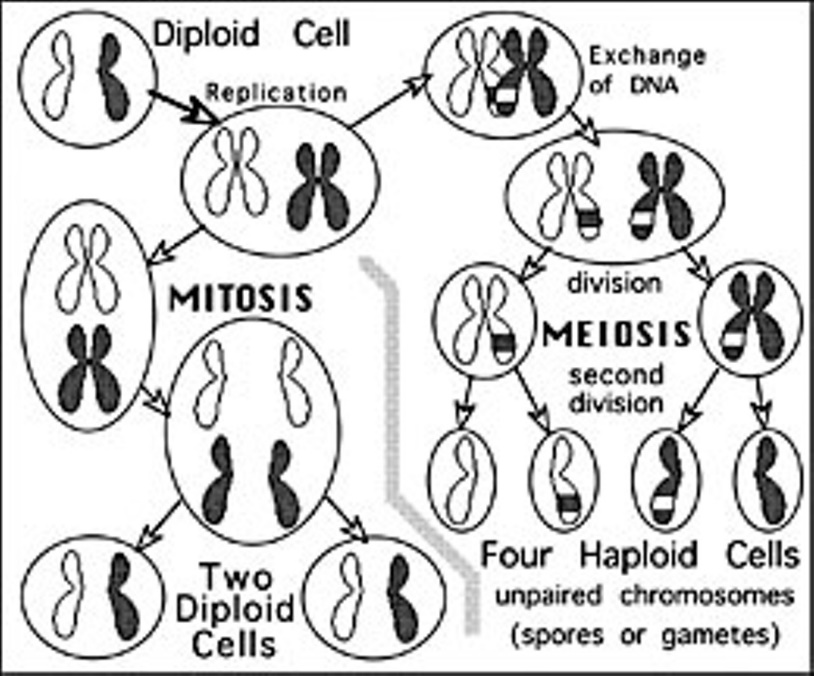 Diploid Cell
Replication
Exchange
of DNA
MITOSIS
division
MEIOSIS
second
division
Two
Diploid
Cells
Four Haploid Cells
unpaired chromosomes
(spores or gametes)